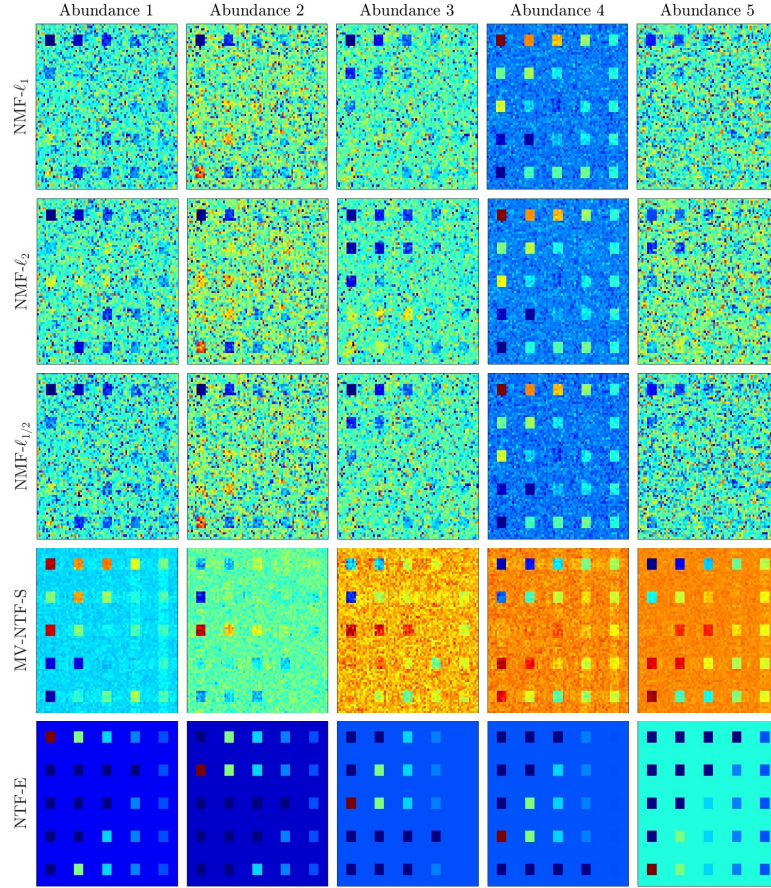 Abundance 1 Abundance 2 Abundance 3 Abundance 4 Abundance 5
NMF-ℓ₁
NMF-ℓ₂
NMF-ℓ₁/₂
MV-NTF-S
NTF-E